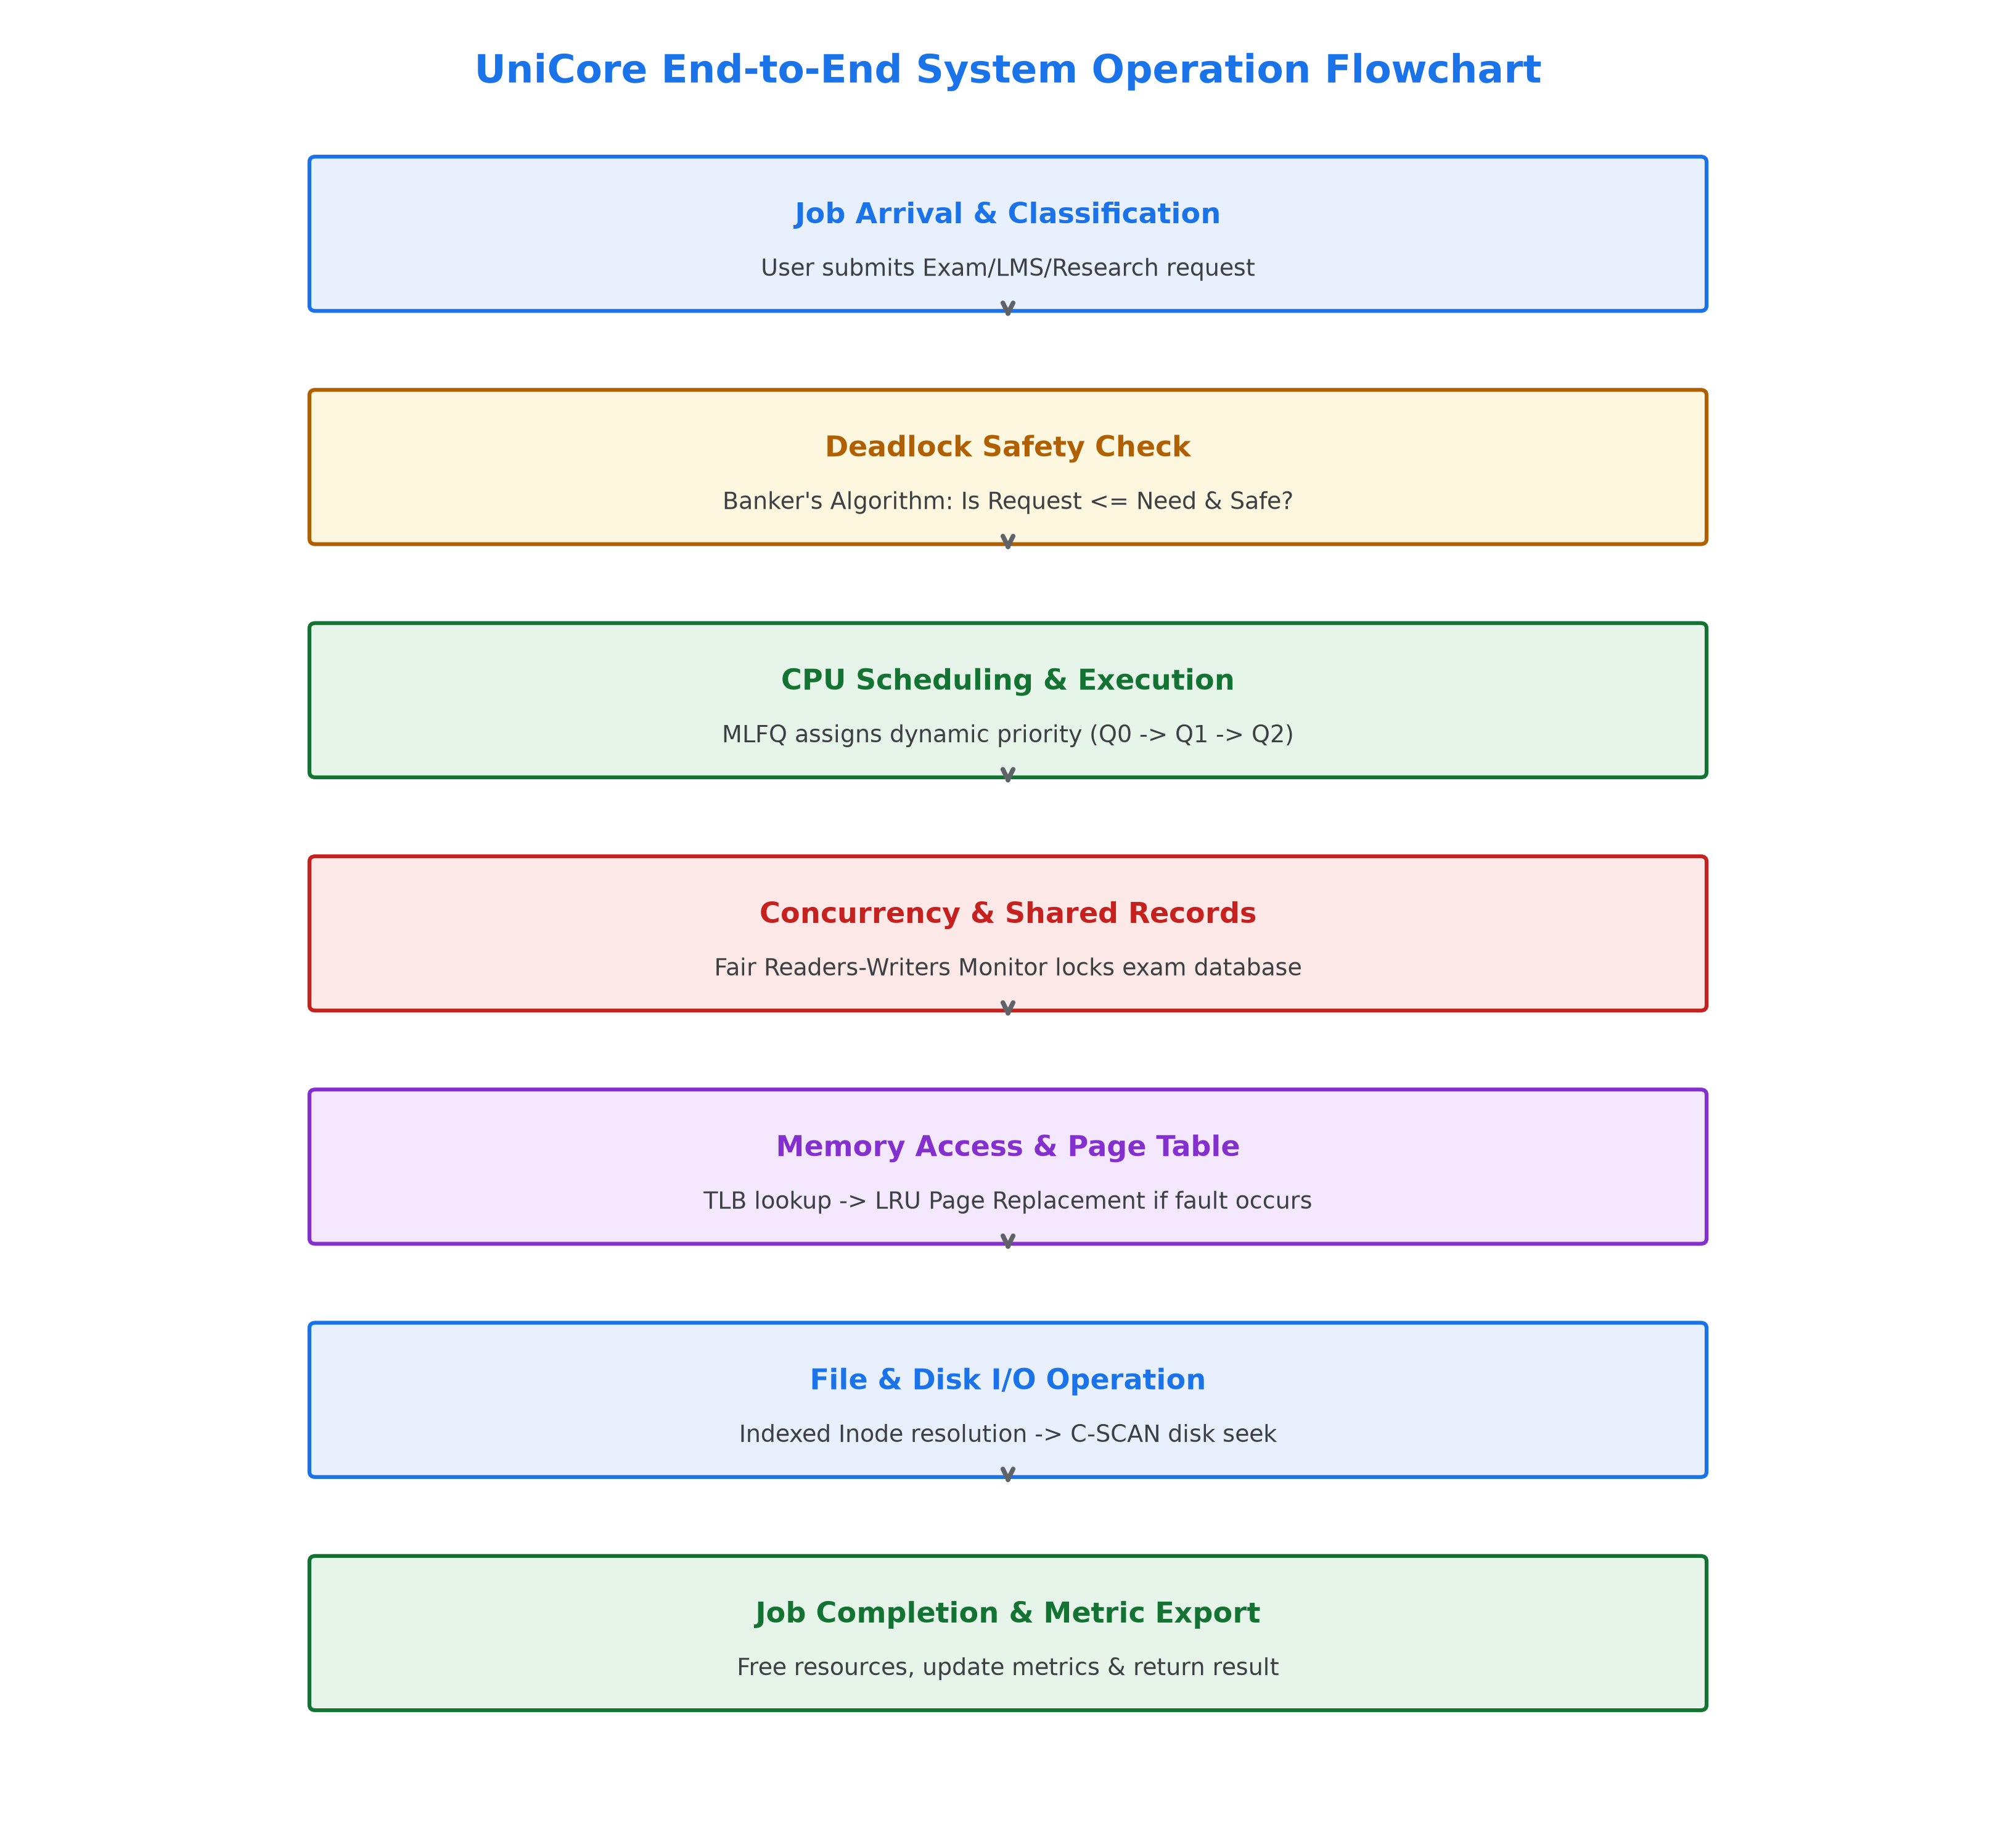 UniCore End-to-End System Operation Flowchart
Job Arrival & Classification
User submits Exam/LMS/Research request
Deadlock Safety Check
Banker's Algorithm: Is Request <= Need & Safe?
CPU Scheduling & Execution
MLFQ assigns dynamic priority (Q0 -> Q1 -> Q2)
Concurrency & Shared Records
Fair Readers-Writers Monitor locks exam database
Memory Access & Page Table
TLB lookup -> LRU Page Replacement if fault occurs
File & Disk I/O Operation
Indexed Inode resolution -> C-SCAN disk seek
Job Completion & Metric Export
Free resources, update metrics & return result